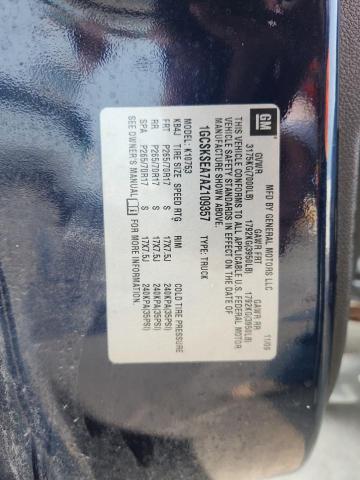 GM
MFD BY GENERAL MOTORS LLC 11/09
GVWR GAWR FRT GAWR RR
3175KG(7000LB) 1792KG(3950LB) 1792KG(3950LB)
THIS VEHICLE CONFORMS TO ALL APPLICABLE U.S. FEDERAL MOTOR
VEHICLE SAFETY STANDARDS IN EFFECT ON THE DATE OF
MANUFACTURE SHOWN ABOVE.
1GCSKSEA7AZ109357 TYPE: TRUCK
MODEL: K10753
KB4J TIRE SIZE SPEED RTG RIM COLD TIRE PRESSURE
FRT P265/70R17 S 17X7.5J 240KPA(35PSI)
RR P265/70R17 S 17X7.5J 240KPA(35PSI)
SPA P265/70R17 S 17X7.5J 240KPA(35PSI)
SEE OWNER'S MANUAL FOR MORE INFORMATION.